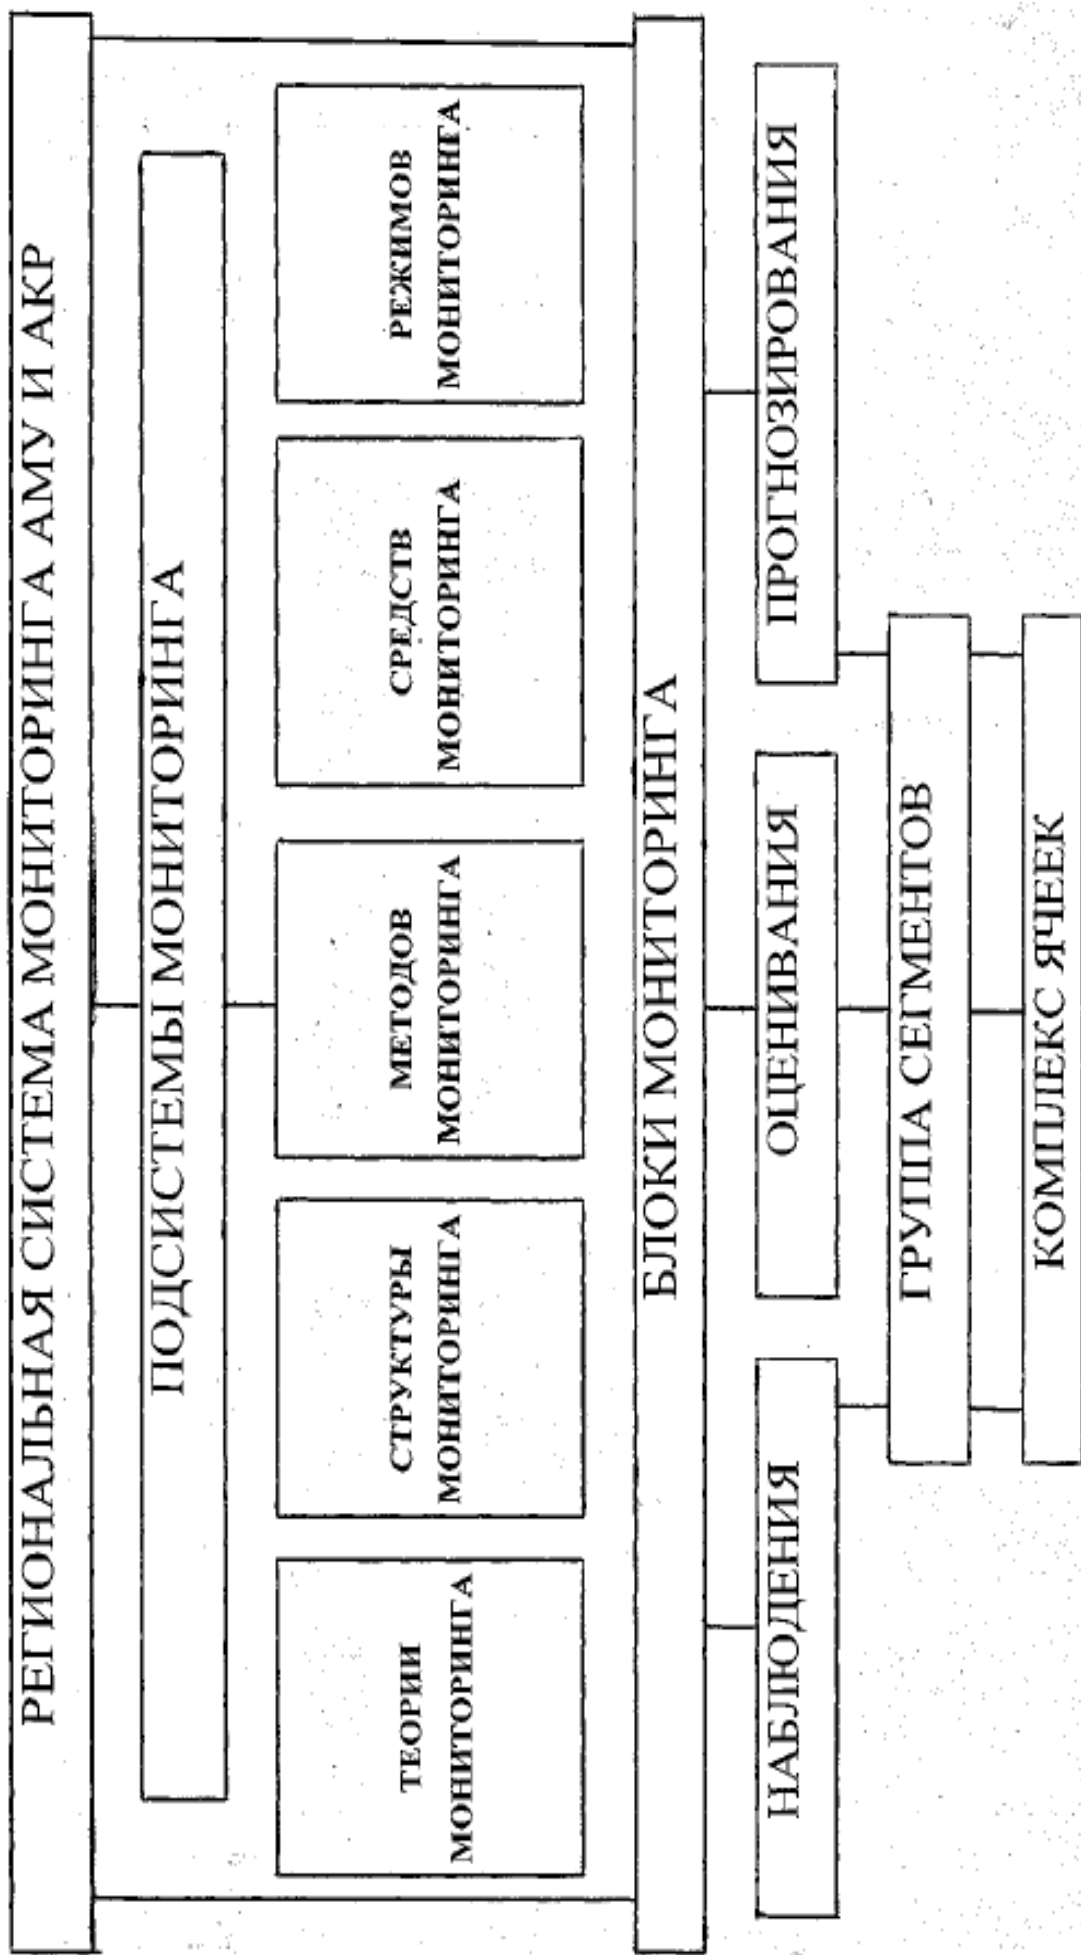 РЕГИОНАЛЬНАЯ СИСТЕМА МОНИТОРИНГА АМУ И АКР
ПОДСИСТЕМЫ МОНИТОРИНГА
ТЕОРИИ
МОНИТОРИНГА
СТРУКТУРЫ
МОНИТОРИНГА
МЕТОДОВ
МОНИТОРИНГА
СРЕДСТВ
МОНИТОРИНГА
РЕЖИМОВ
МОНИТОРИНГА
БЛОКИ МОНИТОРИНГА
НАБЛЮДЕНИЯ
ОЦЕНИВАНИЯ
ПРОГНОЗИРОВАНИЯ
ГРУППА СЕГМЕНТОВ
КОМПЛЕКС ЯЧЕЕК